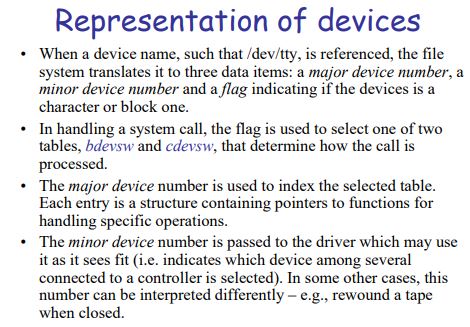 Representation of devices
• When a device name, such that /dev/tty, is referenced, the file
system translates it to three data items: a major device number, a
minor device number and a flag indicating if the devices is a
character or block one.
• In handling a system call, the flag is used to select one of two
tables, bdevsw and cdevsw, that determine how the call is
processed.
• The major device number is used to index the selected table.
Each entry is a structure containing pointers to functions for
handling specific operations.
• The minor device number is passed to the driver which may use
it as it sees fit (i.e. indicates which device among several
connected to a controller is selected). In some other cases, this
number can be interpreted differently – e.g., rewound a tape
when closed.